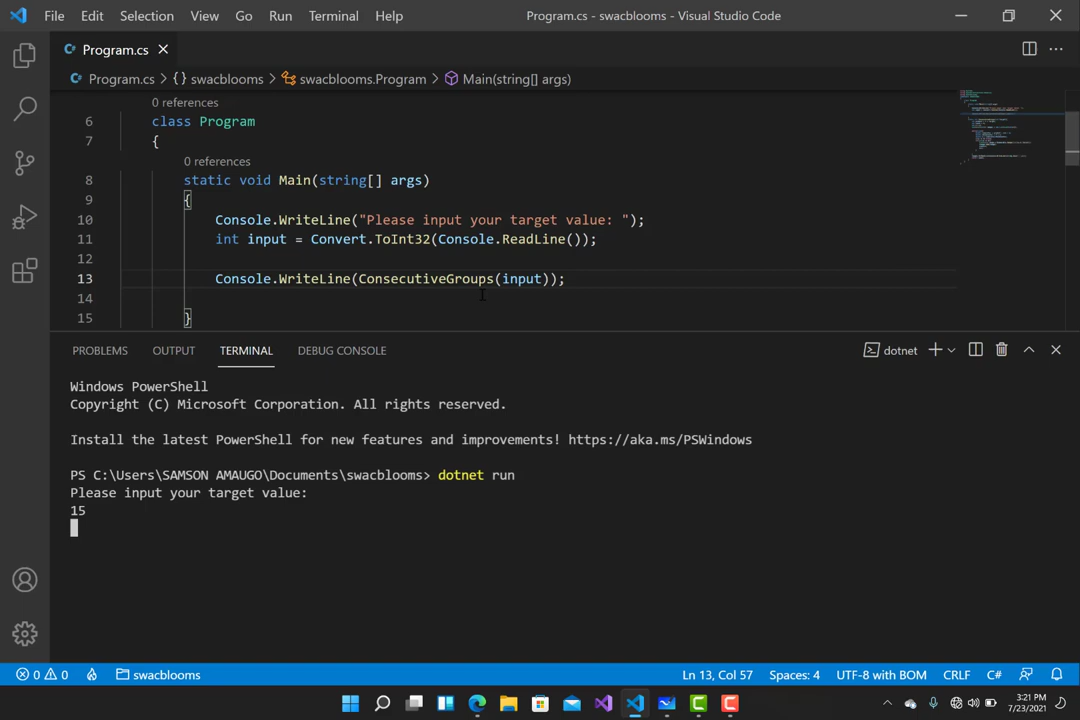 File Edit Selection View Go Run Terminal Help Program.cs - swacblooms - Visual Studio Code
Program.cs
Program.cs > {} swacblooms > swacblooms.Program > Main(string[] args)
0 references
6 class Program
7 {
0 references
8 static void Main(string[] args)
9 {
10 Console.WriteLine("Please input your target value: ");
11 int input = Convert.ToInt32(Console.ReadLine());
12
13 Console.WriteLine(ConsecutiveGroups(input));
14
15 }
PROBLEMS OUTPUT TERMINAL DEBUG CONSOLE dotnet
Windows PowerShell
Copyright (C) Microsoft Corporation. All rights reserved.
Install the latest PowerShell for new features and improvements! https://aka.ms/PSWindows
PS C:\Users\SAMSON AMAUGO\Documents\swacblooms> dotnet run
Please input your target value:
15
0 0 swacblooms Ln 13, Col 57 Spaces: 4 UTF-8 with BOM CRLF C#
3:21 PM
7/23/2021